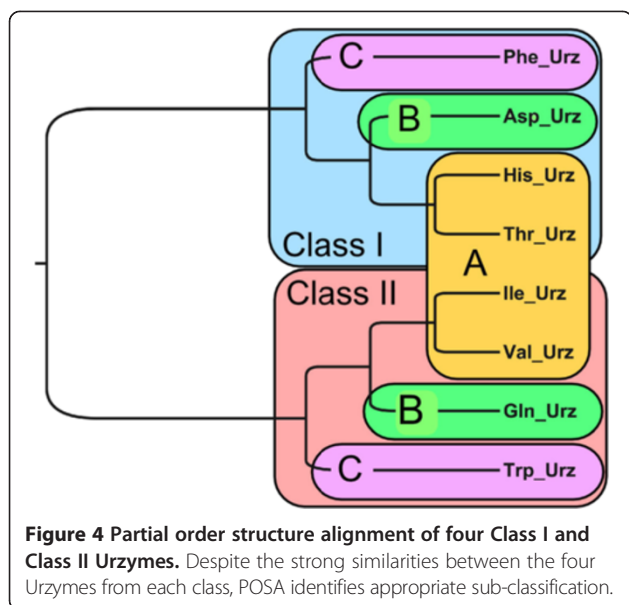 C Phe_Urz
B Asp_Urz
His_Urz
Thr_Urz
Class I
A
Class II
Ile_Urz
Val_Urz
B Gln_Urz
C Trp_Urz
Figure 4 Partial order structure alignment of four Class I and
Class II Urzymes. Despite the strong similarities between the four
Urzymes from each class, POSA identifies appropriate sub-classification.